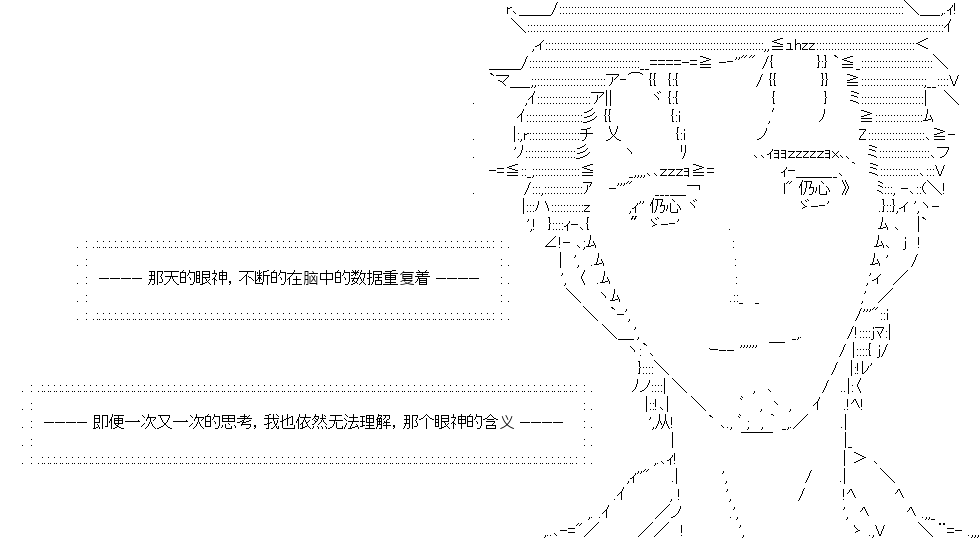 ———— 那天的眼神, 不断的在脑中的数据重复着 ————
———— 即便一次又一次的思考, 我也依然无法理解, 那个眼神的含义 ————